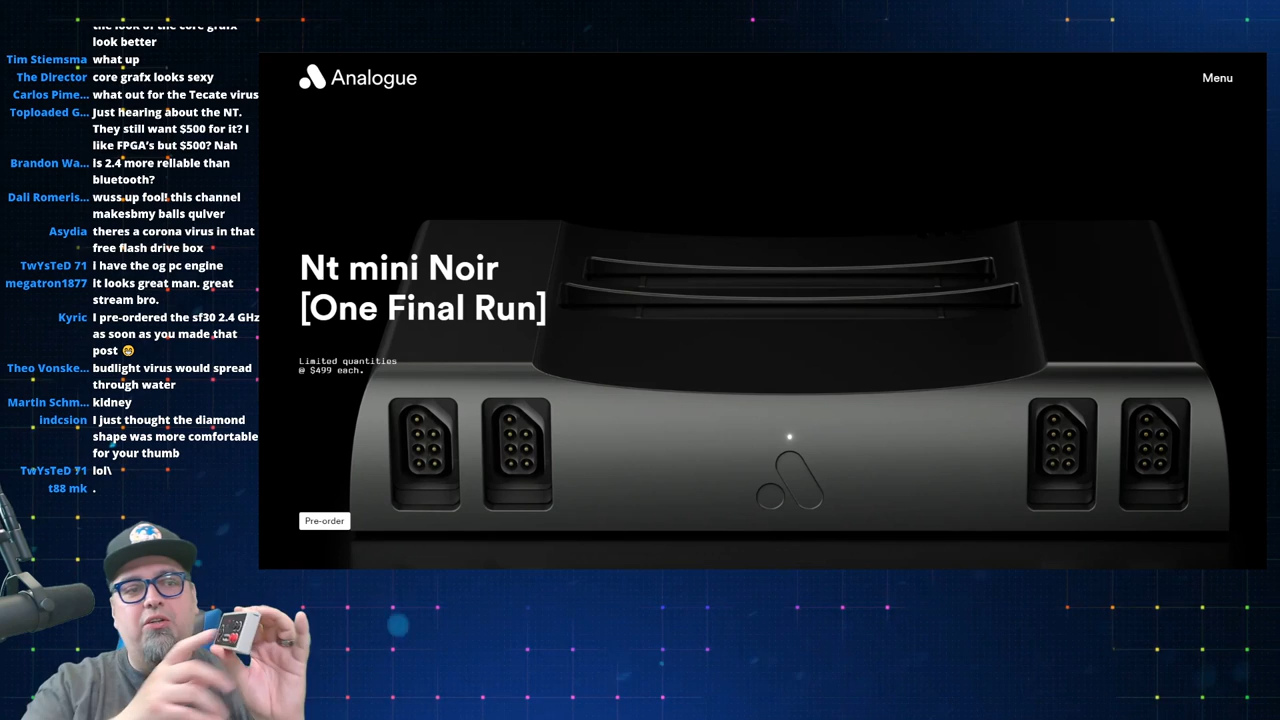 the look of the core grafx
look better
Tim Stiemsma what up
The Director core grafx looks sexy
Carlos Pime... what out for the Tecate virus
Toploaded G... Just hearing about the NT.
They still want $500 for it? I
like FPGA's but $500? Nah
Brandon Wa... Is 2.4 more reliable than
bluetooth?
Dali Romeris... wuss up fool! this channel
makesbmy balls quiver
Asydia theres a corona virus in that
free flash drive box
TwYsTeD 71 I have the og pc engine
megatron1877 It looks great man. great
stream bro.
Kyric I pre-ordered the sf30 2.4 GHz
as soon as you made that
post 😁
Theo Vonske... budlight virus would spread
through water
Martin Schm... kidney
indcsion I just thought the diamond
shape was more comfortable
for your thumb
TwYsTeD 71 lol\
t88 mk .
Analogue
Menu
Nt mini Noir
[One Final Run]
Limited quantities
@ $499 each.
Pre-order